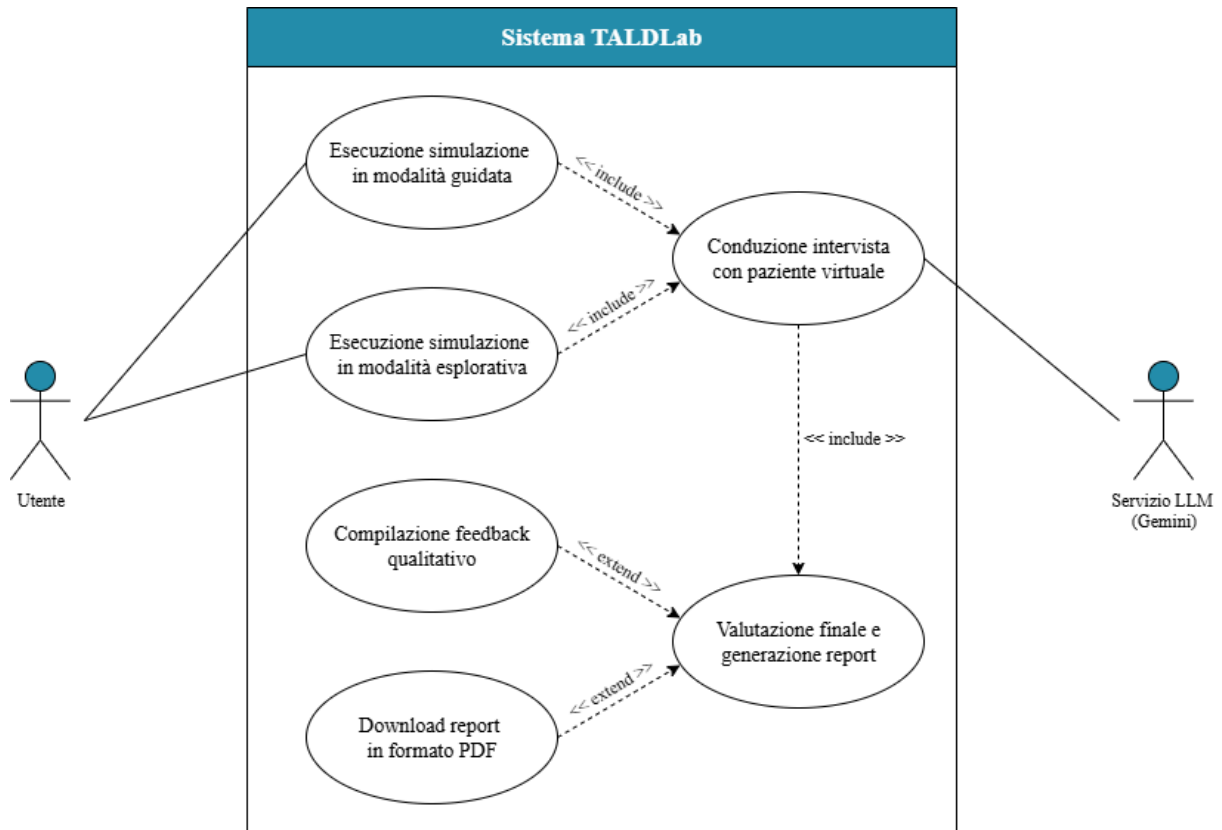 Sistema TALDLab
Esecuzione simulazione
in modalità guidata
<< include >>
Conduzione intervista
con paziente virtuale
<< include >>
Esecuzione simulazione
in modalità esplorativa
<< include >>
Utente
Servizio LLM
(Gemini)
Compilazione feedback
qualitativo
<< extend >>
Valutazione finale e
generazione report
<< extend >>
Download report
in formato PDF